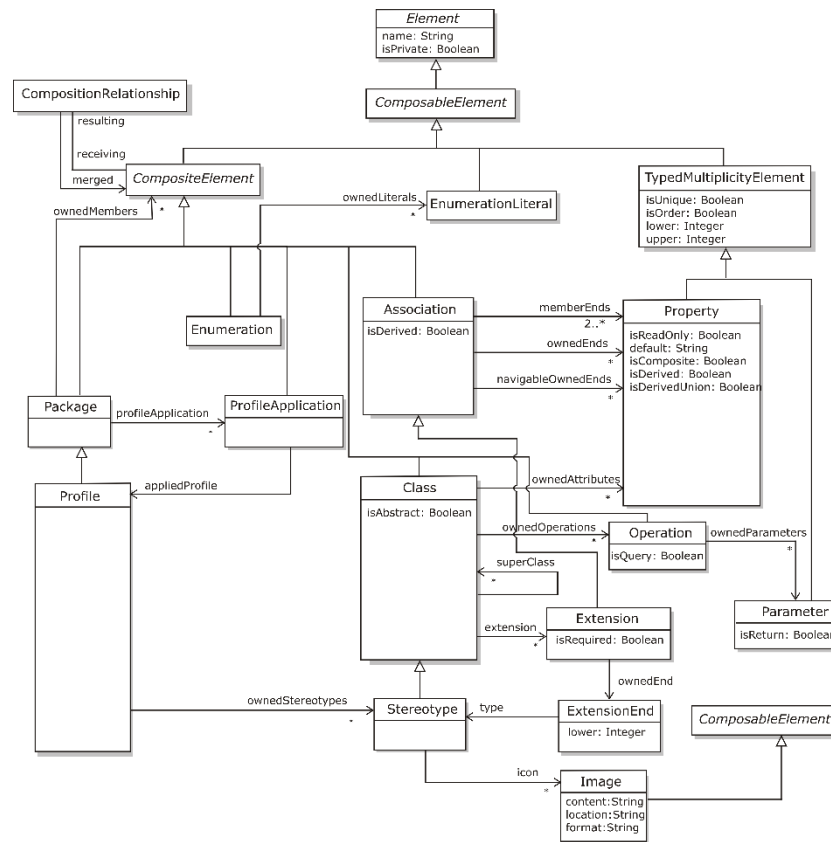 Element
name: String
isPrivate: Boolean
CompositionRelationship
resulting
receiving
merged
ComposableElement
CompositeElement
ownedMembers
*
ownedLiterals
*
EnumerationLiteral
TypedMultiplicityElement
isUnique: Boolean
isOrder: Boolean
lower: Integer
upper: Integer
Enumeration
Association
isDerived: Boolean
memberEnds
2..*
ownedEnds
*
navigableOwnedEnds
*
Property
isReadOnly: Boolean
default: String
isComposite: Boolean
isDerived: Boolean
isDerivedUnion: Boolean
Package
profileApplication
*
ProfileApplication
appliedProfile
Profile
Class
isAbstract: Boolean
ownedAttributes
*
ownedOperations
*
superClass
*
extension
*
Operation
isQuery: Boolean
ownedParameters
*
Parameter
isReturn: Boolean
Extension
isRequired: Boolean
ownedEnd
ownedStereotypes
*
Stereotype
type
ExtensionEnd
lower: Integer
ComposableElement
icon
*
Image
content:String
location:String
format:String